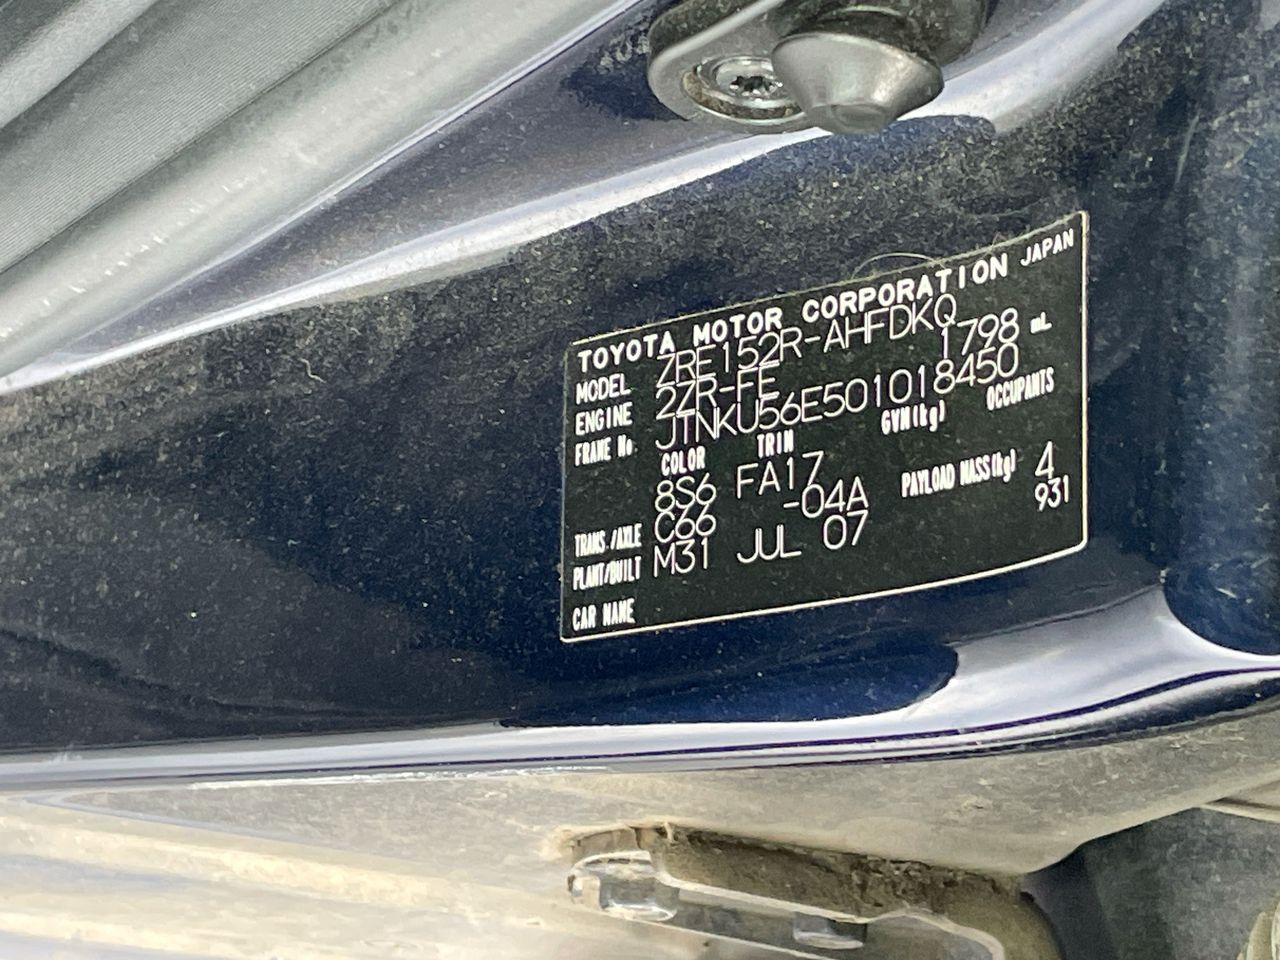 TOYOTA MOTOR CORPORATION JAPAN
MODEL ZRE152R-AHFDKQ
ENGINE 2ZR-FE 1798 mL
FRAME No. JTNKU56E501018450
COLOR TRIM GVM(kg) OCCUPANTS
8S6 FA17 4
TRANS./AXLE C66 -04A PAYLOAD MASS(kg) 931
PLANT/BUILT M31 JUL 07
CAR NAME